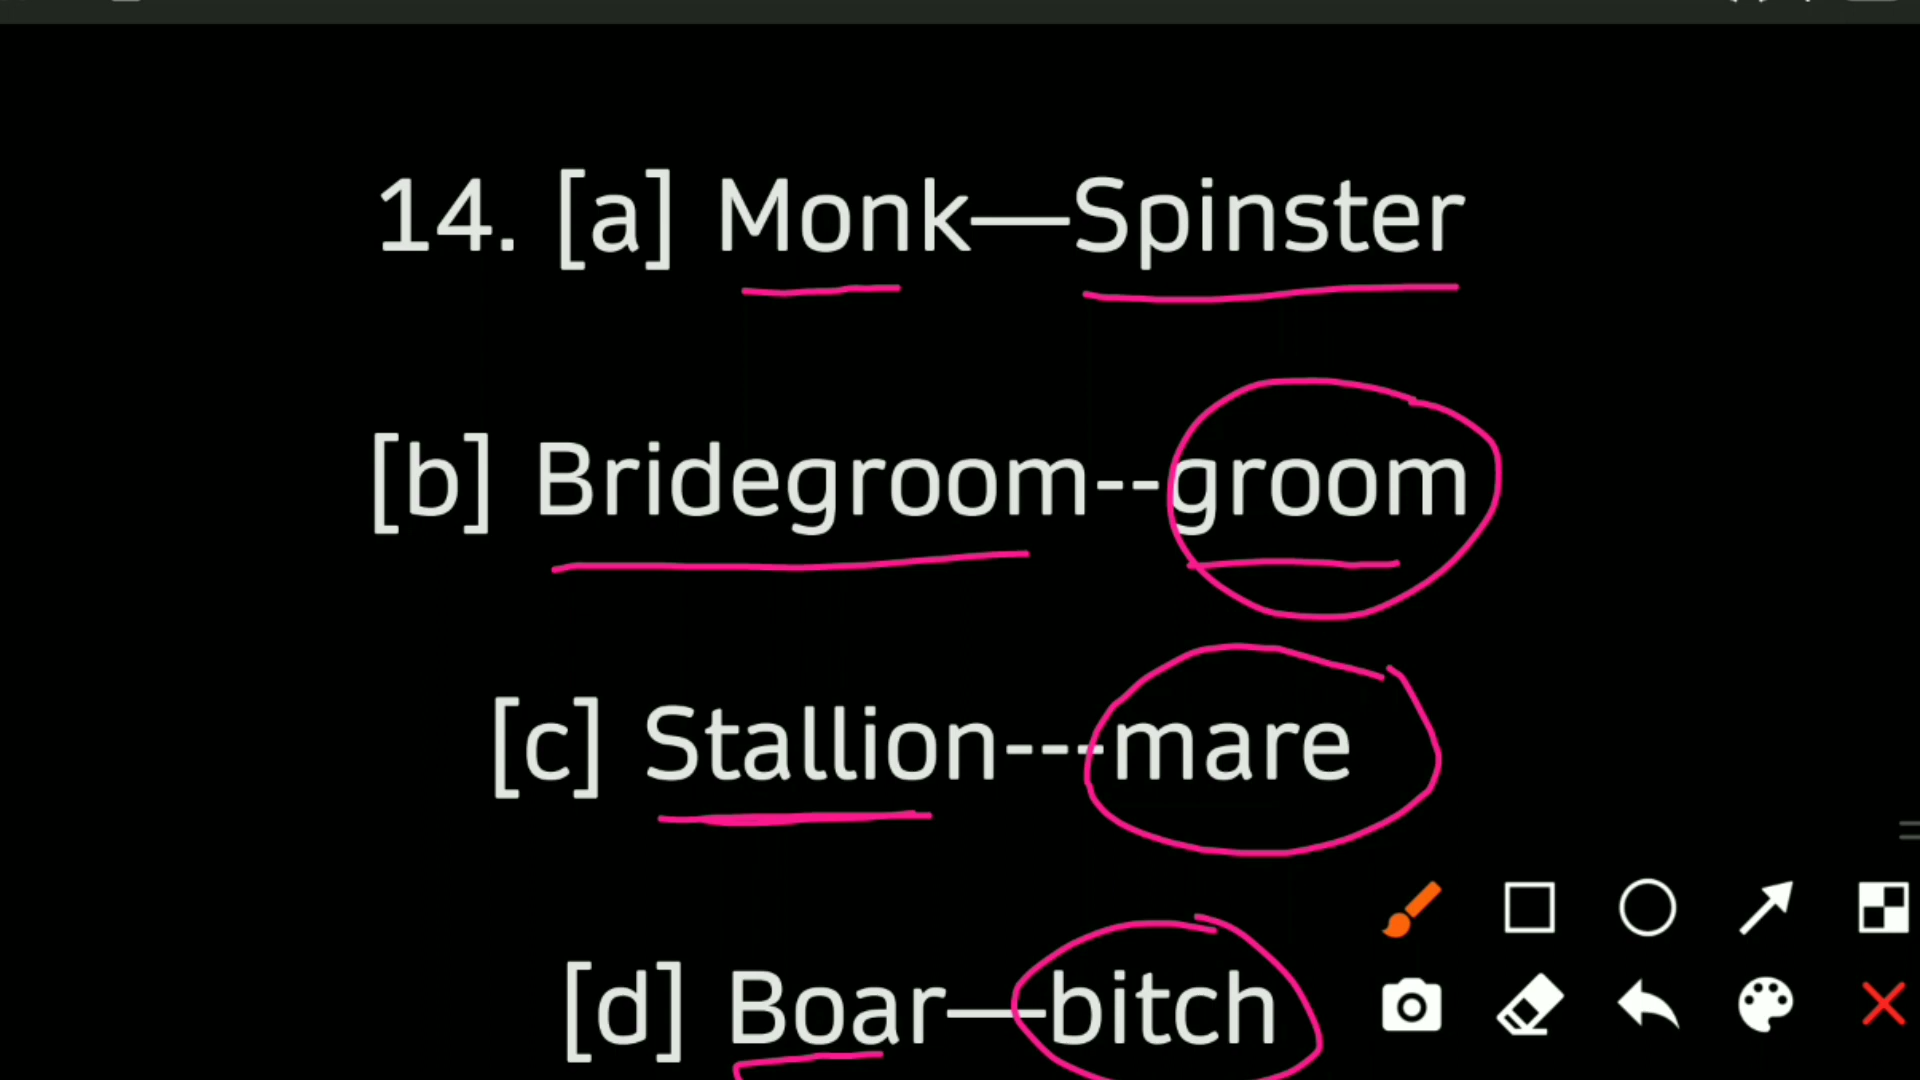 14. [a] Monk—Spinster
[b] Bridegroom--groom
[c] Stallion---mare
[d] Boar—bitch